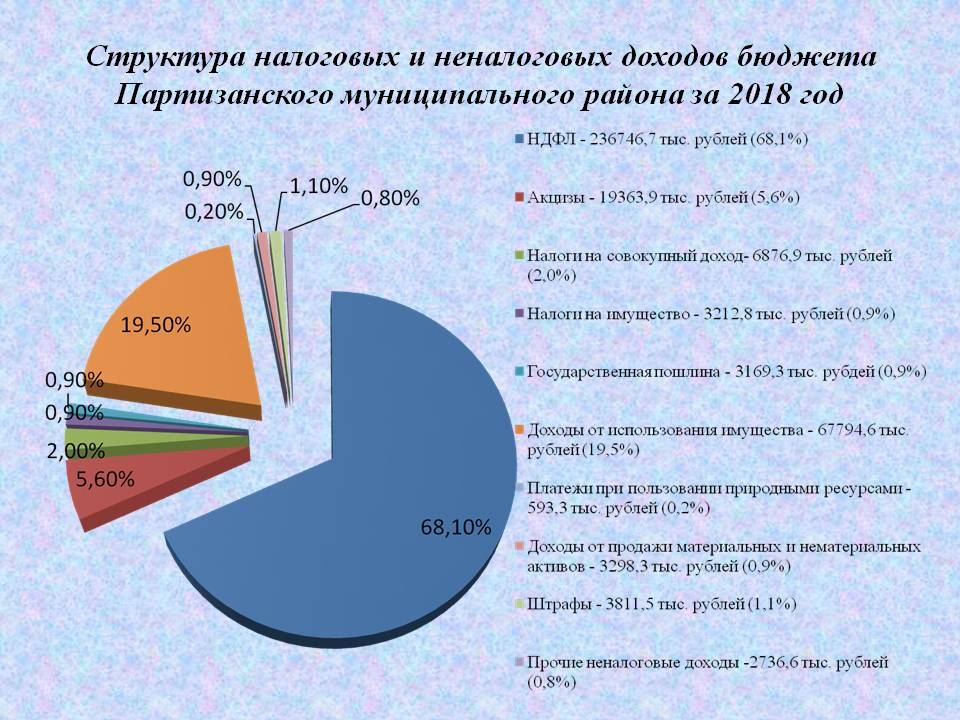 Структура налоговых и неналоговых доходов бюджета
Партизанского муниципального района за 2018 год
0,90%
1,10%
0,80%
0,20%
19,50%
0,90%
0,90%
2,00%
5,60%
68,10%
НДФЛ - 236746,7 тыс. рублей (68,1%)
Акцизы - 19363,9 тыс. рублей (5,6%)
Налоги на совокупный доход- 6876,9 тыс. рублей
(2,0%)
Налоги на имущество - 3212,8 тыс. рублей (0,9%)
Государственная пошлина - 3169,3 тыс. рубдей (0,9%)
Доходы от использования имущества - 67794,6 тыс.
рублей (19,5%)
Платежи при пользовании природными ресурсами -
593,3 тыс. рублей (0,2%)
Доходы от продажи материальных и нематериальных
активов - 3298,3 тыс. рублей (0,9%)
Штрафы - 3811,5 тыс. рублей (1,1%)
Прочие неналоговые доходы -2736,6 тыс. рублей
(0,8%)